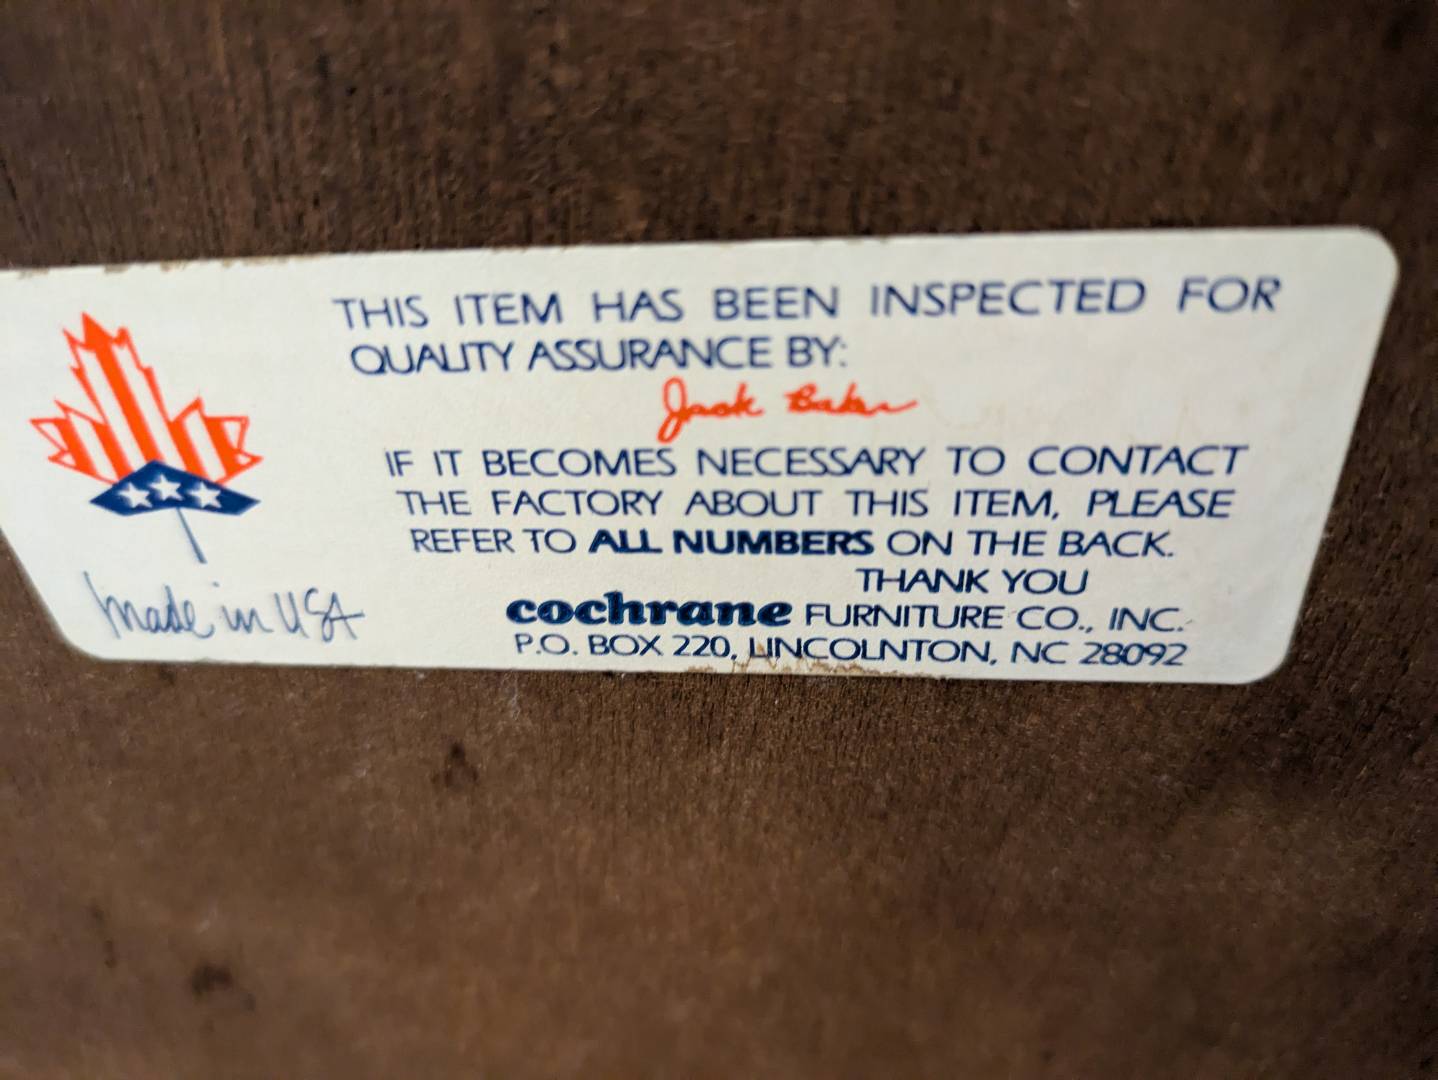 THIS ITEM HAS BEEN INSPECTED FOR
QUALITY ASSURANCE BY:
Jack Baker
IF IT BECOMES NECESSARY TO CONTACT
THE FACTORY ABOUT THIS ITEM, PLEASE
REFER TO ALL NUMBERS ON THE BACK.
THANK YOU
cochrane FURNITURE CO., INC.
P.O. BOX 220, LINCOLNTON, NC 28092
Made in USA